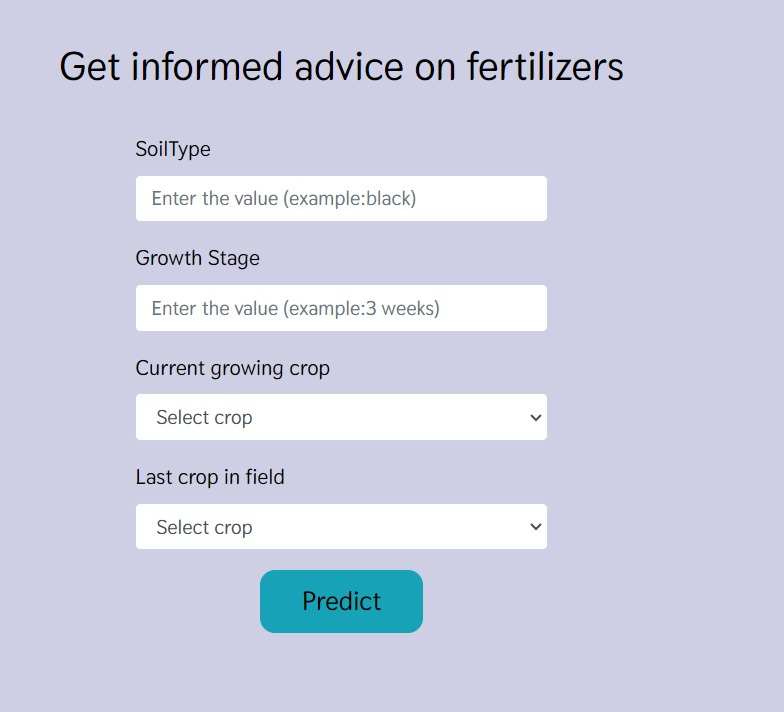 Get informed advice on fertilizers
SoilType
Enter the value (example:black)
Growth Stage
Enter the value (example:3 weeks)
Current growing crop
Select crop
Last crop in field
Select crop
Predict